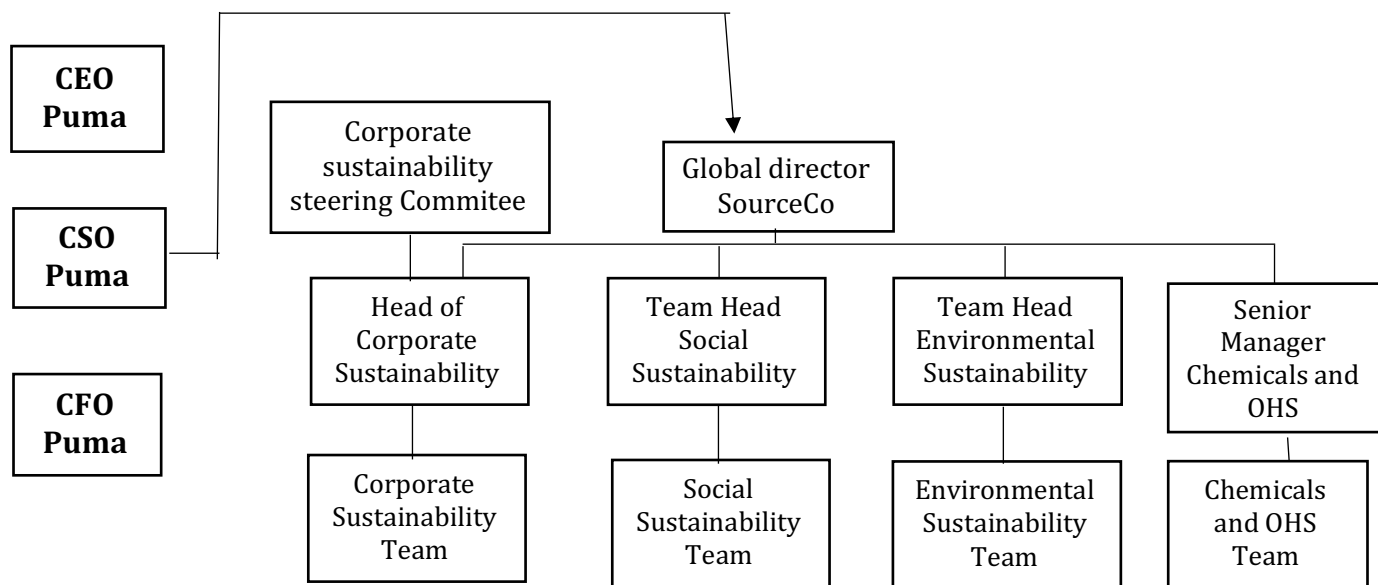 CEO
Puma
Corporate
sustainability
steering Commitee
Global director
SourceCo
CSO
Puma
Head of
Corporate
Sustainability
Team Head
Social
Sustainability
Team Head
Environmental
Sustainability
Senior
Manager
Chemicals and
OHS
CFO
Puma
Corporate
Sustainability
Team
Social
Sustainability
Team
Environmental
Sustainability
Team
Chemicals
and OHS
Team